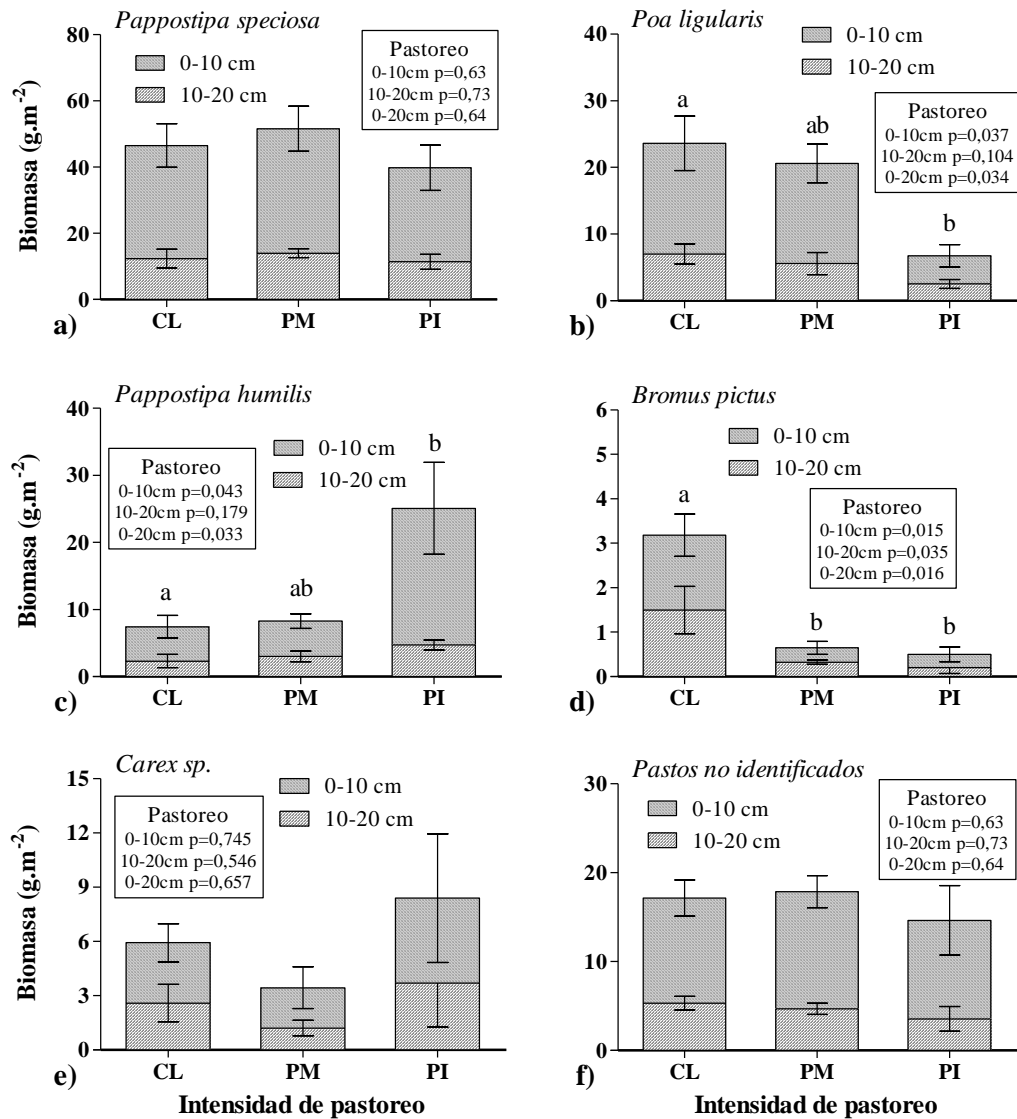 Pappostipa speciosa
80
60
40
20
0
Biomasa (g.m-2)
0-10 cm
10-20 cm
Pastoreo
0-10cm p=0,63
10-20cm p=0,73
0-20cm p=0,64
CL PM PI
a)
Poa ligularis
40
30
20
10
0
0-10 cm
10-20 cm
Pastoreo
0-10cm p=0,037
10-20cm p=0,104
0-20cm p=0,034
a ab b
CL PM PI
b)
Pappostipa humilis
40
30
20
10
0
Biomasa (g.m-2)
0-10 cm
10-20 cm
Pastoreo
0-10cm p=0,043
10-20cm p=0,179
0-20cm p=0,033
a ab b
CL PM PI
c)
Bromus pictus
6
5
4
3
2
1
0
0-10 cm
10-20 cm
Pastoreo
0-10cm p=0,015
10-20cm p=0,035
0-20cm p=0,016
a b b
CL PM PI
d)
Carex sp.
15
12
9
6
3
0
Biomasa (g.m-2)
0-10 cm
10-20 cm
Pastoreo
0-10cm p=0,745
10-20cm p=0,546
0-20cm p=0,657
CL PM PI
e)
Intensidad de pastoreo
Pastos no identificados
30
20
10
0
0-10 cm
10-20 cm
Pastoreo
0-10cm p=0,63
10-20cm p=0,73
0-20cm p=0,64
CL PM PI
f)
Intensidad de pastoreo